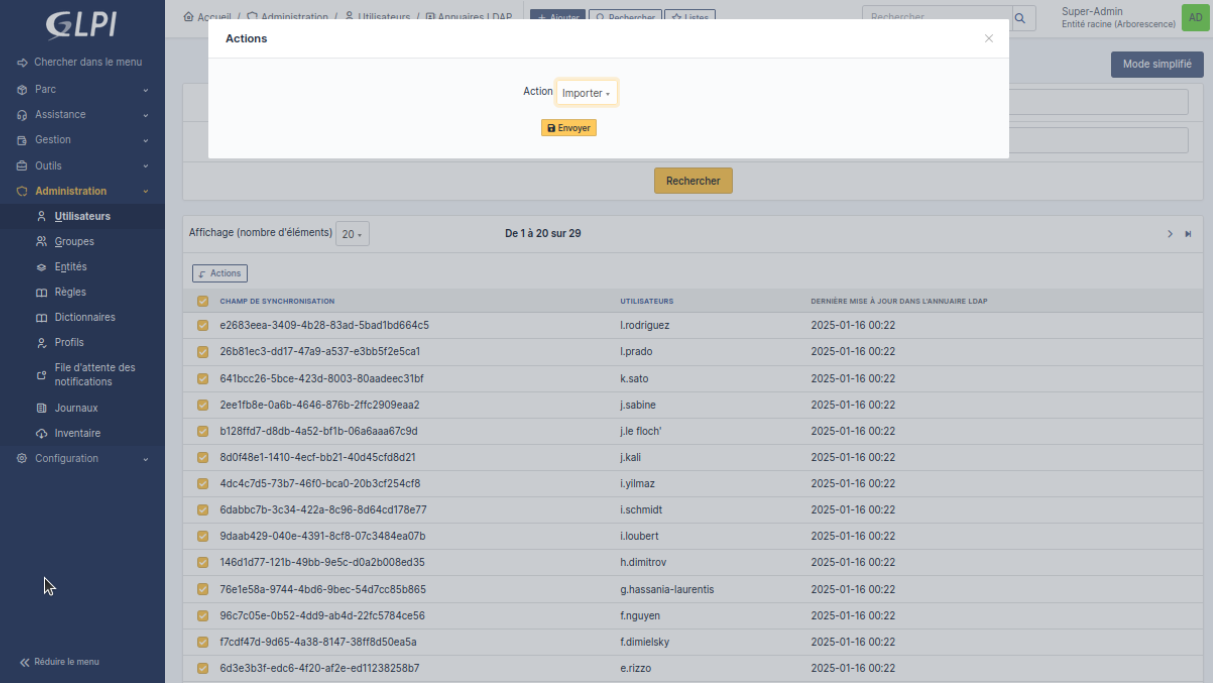 GLPI
Accueil / Administration / Utilisateurs / Annuaires LDAP
Ajouter
Rechercher
Listes
Rechercher
Super-Admin
Entité racine (Arborescence)
AD
Actions
Action Importer
Envoyer
Mode simplifié
Rechercher
Chercher dans le menu
Parc
Assistance
Gestion
Outils
Administration
Utilisateurs
Groupes
Entités
Règles
Dictionnaires
Profils
File d'attente des
notifications
Journaux
Inventaire
Configuration
Réduire le menu
Affichage (nombre d'éléments) 20 De 1 à 20 sur 29
Actions
CHAMP DE SYNCHRONISATION UTILISATEURS DERNIÈRE MISE À JOUR DANS L'ANNUAIRE LDAP
e2683eea-3409-4b28-83ad-5bad1bd664c5 l.rodriguez 2025-01-16 00:22
26b81ec3-dd17-47a9-a537-e3bb5f2e5ca1 l.prado 2025-01-16 00:22
641bcc26-5bce-423d-8003-80aadeec31bf k.sato 2025-01-16 00:22
2ee1fb8e-0a6b-4646-876b-2ffc2909eaa2 j.sabine 2025-01-16 00:22
b128ffd7-d8db-4a52-bf1b-06a6aaa67c9d j.le floch' 2025-01-16 00:22
8d0f48e1-1410-4ecf-bb21-40d45cfd8d21 j.kali 2025-01-16 00:22
4dc4c7d5-73b7-46f0-bca0-20b3cf254cf8 i.yilmaz 2025-01-16 00:22
6dabbc7b-3c34-422a-8c96-8d64cd178e77 i.schmidt 2025-01-16 00:22
9daab429-040e-4391-8cf8-07c3484ea07b i.loubert 2025-01-16 00:22
146d1d77-121b-49bb-9e5c-d0a2b008ed35 h.dimitrov 2025-01-16 00:22
76e1e58a-9744-4bd6-9bec-54d7cc85b865 g.hassania-laurentis 2025-01-16 00:22
96c7c05e-0b52-4dd9-ab4d-22fc5784ce56 f.nguyen 2025-01-16 00:22
f7cdf47d-9d65-4a38-8147-38ff8d50ea5a f.dimielsky 2025-01-16 00:22
6d3e3b3f-edc6-4f20-af2e-ed11238258b7 e.rizzo 2025-01-16 00:22